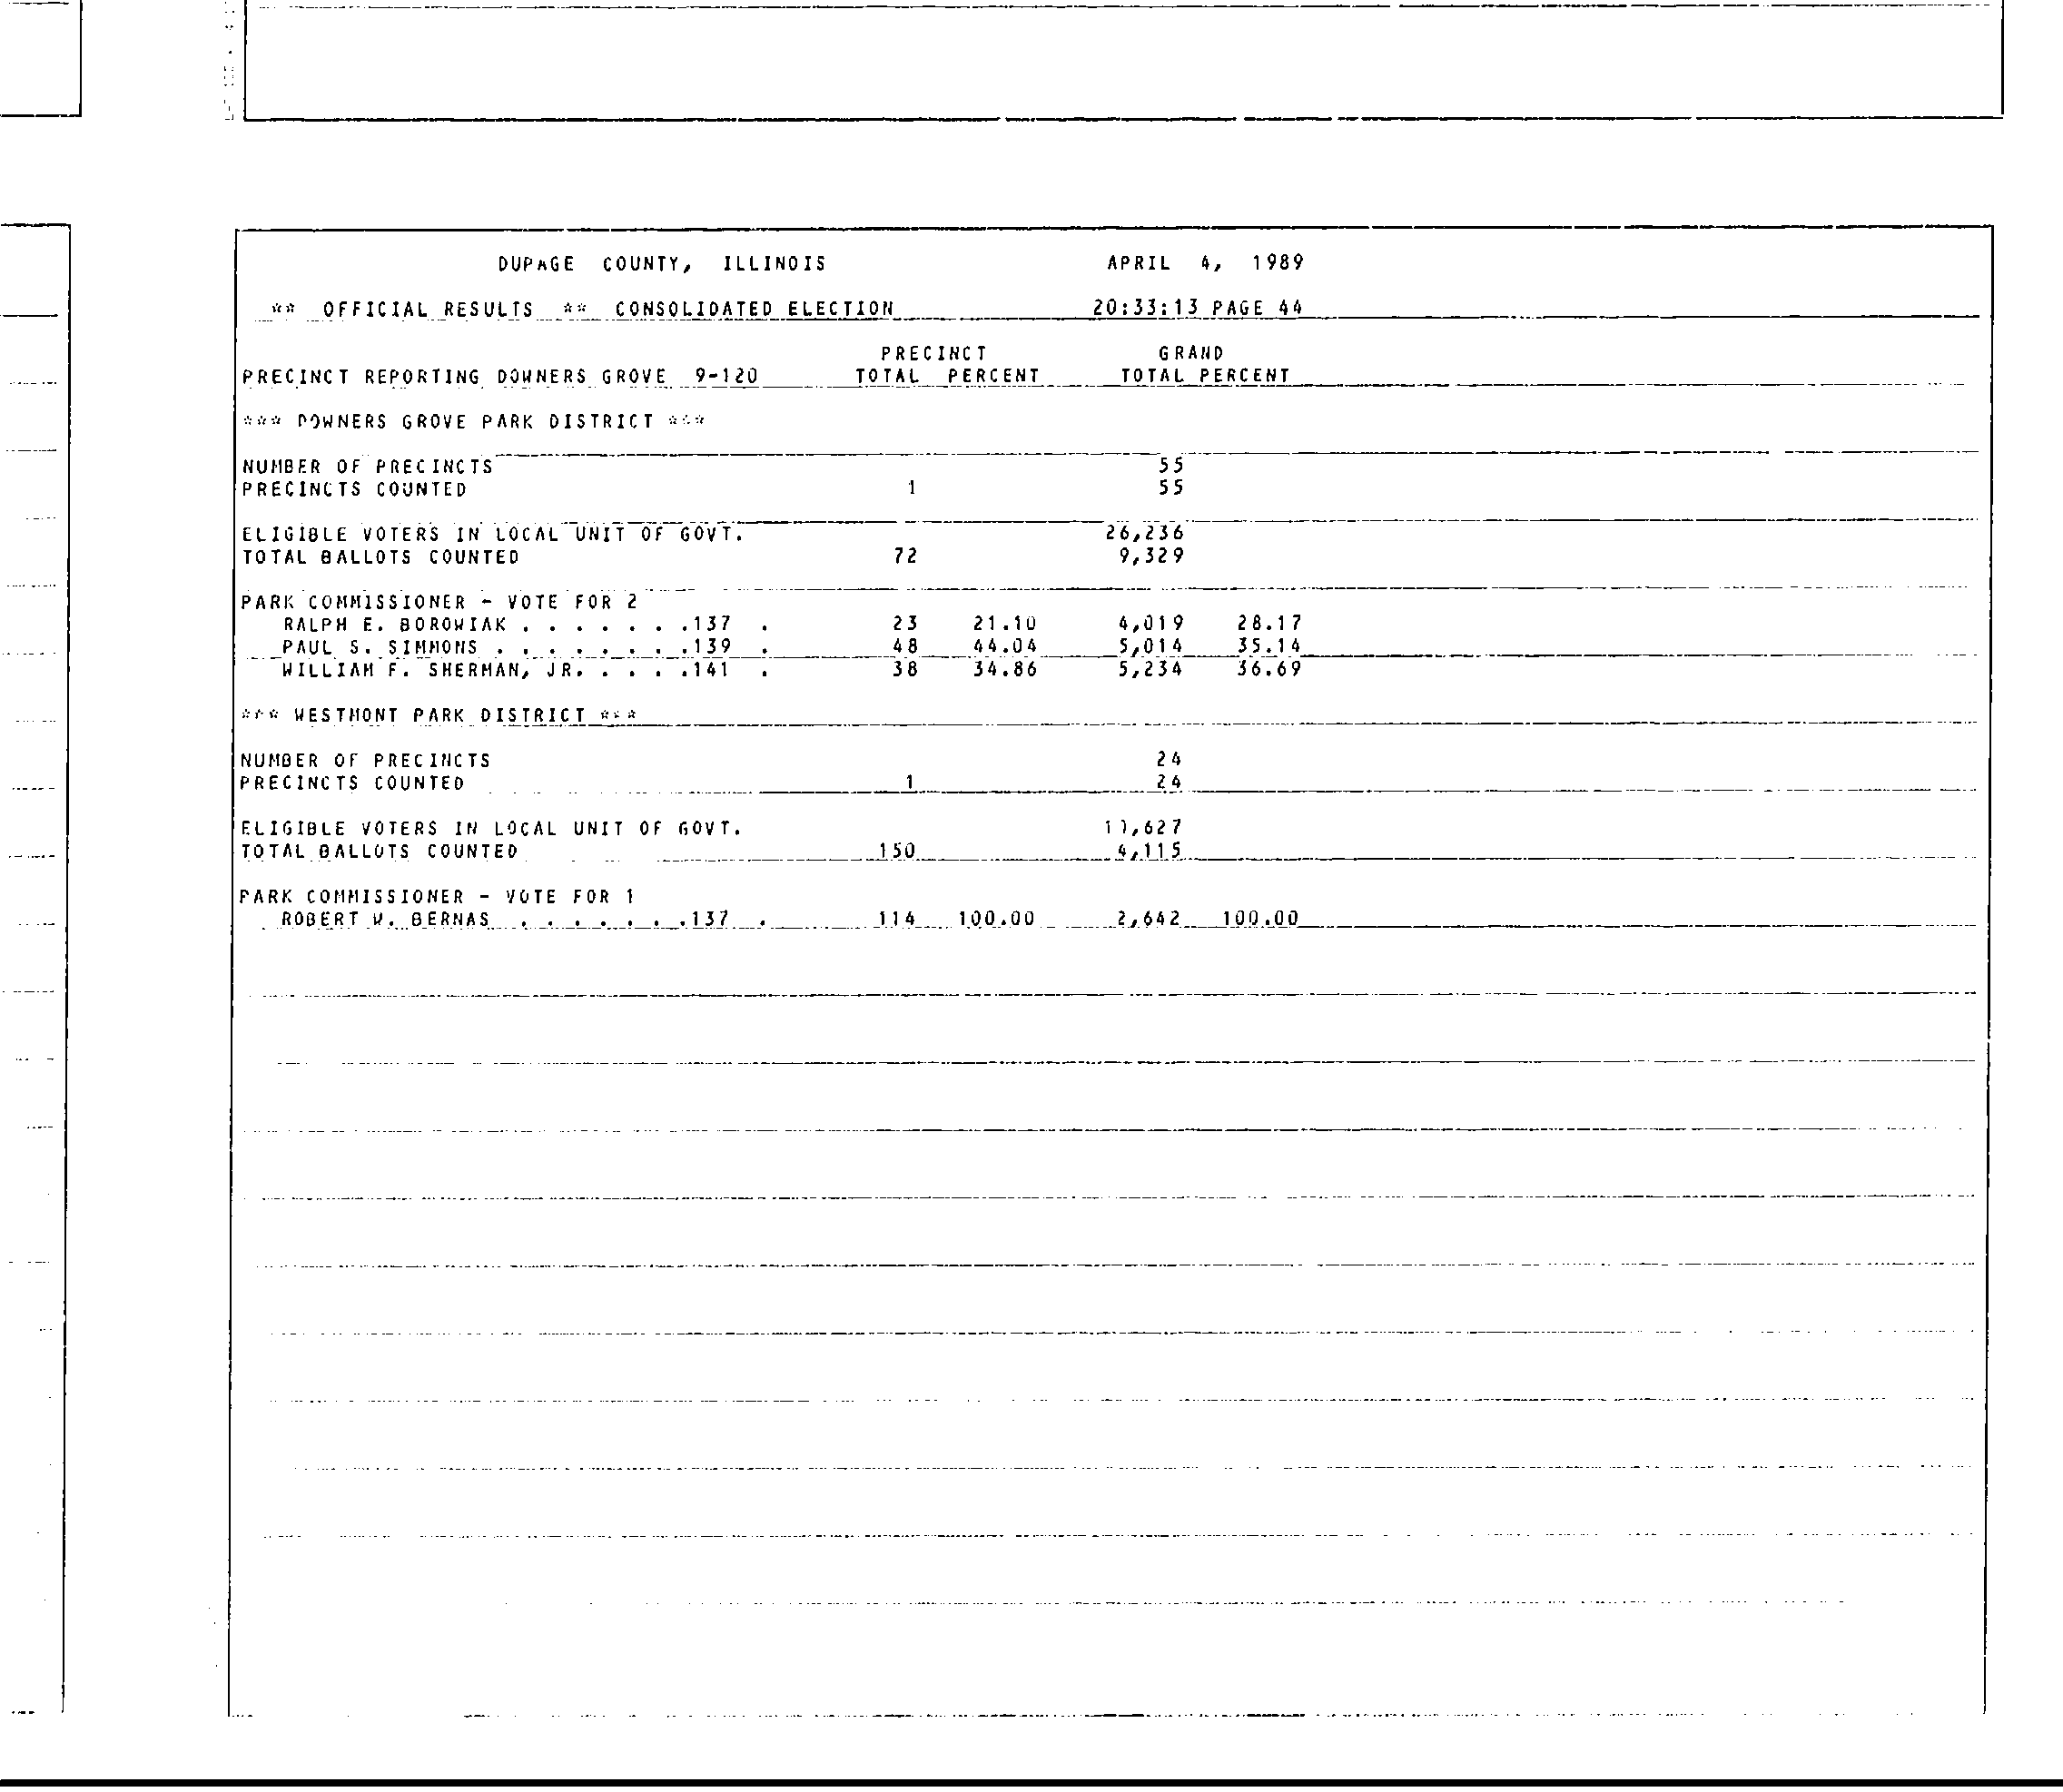 DUPAGE COUNTY, ILLINOIS APRIL 4, 1989
** OFFICIAL RESULTS ** CONSOLIDATED ELECTION 20:33:13 PAGE 44
PRECINCT GRAND
PRECINCT REPORTING DOWNERS GROVE 9-120 TOTAL PERCENT TOTAL PERCENT
*** DOWNERS GROVE PARK DISTRICT ***
NUMBER OF PRECINCTS 55
PRECINCTS COUNTED 1 55
ELIGIBLE VOTERS IN LOCAL UNIT OF GOVT. 26,236
TOTAL BALLOTS COUNTED 72 9,329
PARK COMMISSIONER - VOTE FOR 2
RALPH E. BOROWIAK . . . . . . .137 . 23 21.10 4,019 28.17
PAUL S. SIMMONS . . . . . . . .139 . 48 44.04 5,014 35.14
WILLIAM F. SHERMAN, JR. . . . .141 . 38 34.86 5,234 36.69
*** WESTMONT PARK DISTRICT ***
NUMBER OF PRECINCTS 24
PRECINCTS COUNTED 1 24
ELIGIBLE VOTERS IN LOCAL UNIT OF GOVT.
TOTAL BALLOTS COUNTED 150 4,115
PARK COMMISSIONER - VOTE FOR 1
ROBERT W. BERNAS . . . . . . .137 . 114 100.00 2,642 100.00